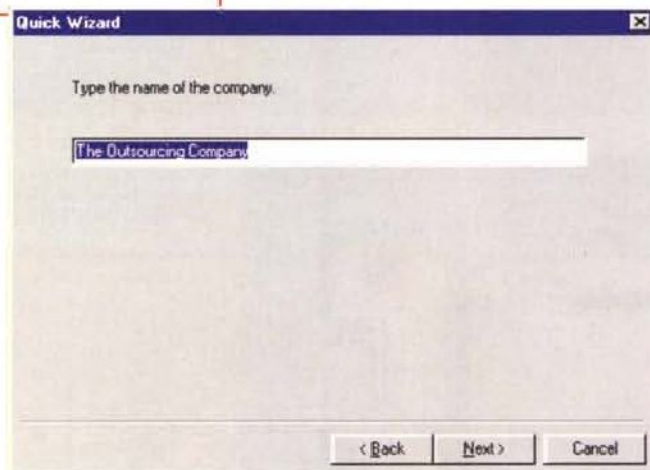 Quick Wizard
Type the name of the company.
The Outsourcing Company
< Back Next > Cancel